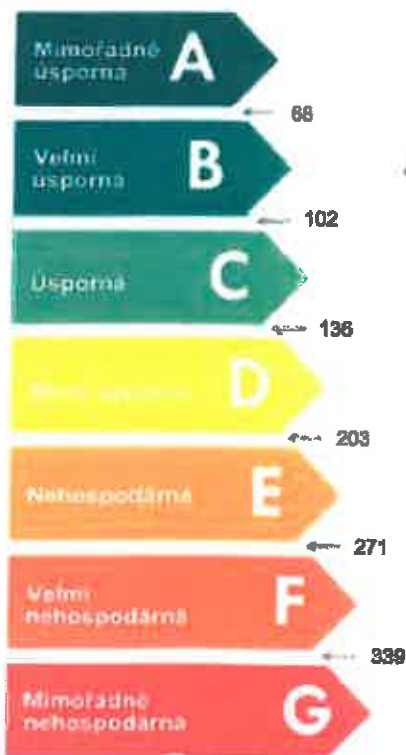 Mimořádně
úsporná
A
68
Velmi
úsporná
B
102
Úsporná
C
136
D
203
Nehospodárná
E
271
Velmi
nehospodárná
F
339
Mimořádně
nehospodárná
G